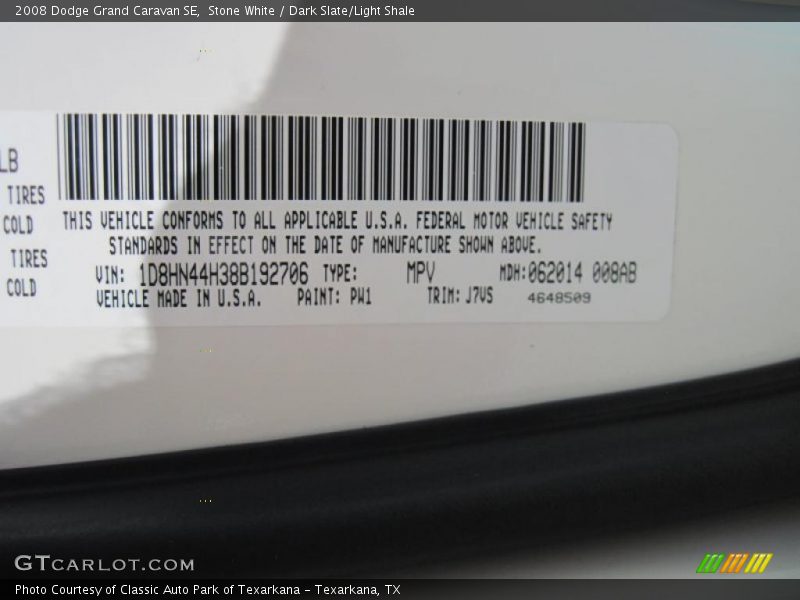 2008 Dodge Grand Caravan SE,  Stone White / Dark Slate/Light Shale
LB
TIRES
COLD
TIRES
COLD
THIS VEHICLE CONFORMS TO ALL APPLICABLE U.S.A. FEDERAL MOTOR VEHICLE SAFETY
STANDARDS IN EFFECT ON THE DATE OF MANUFACTURE SHOWN ABOVE.
VIN: 1D8HN44H38B192706 TYPE: MPV MDH:062014 008AB
VEHICLE MADE IN U.S.A. PAINT: PW1 TRIM: J7VS 4648509
GTCARLOT.COM
Photo Courtesy of Classic Auto Park of Texarkana - Texarkana, TX